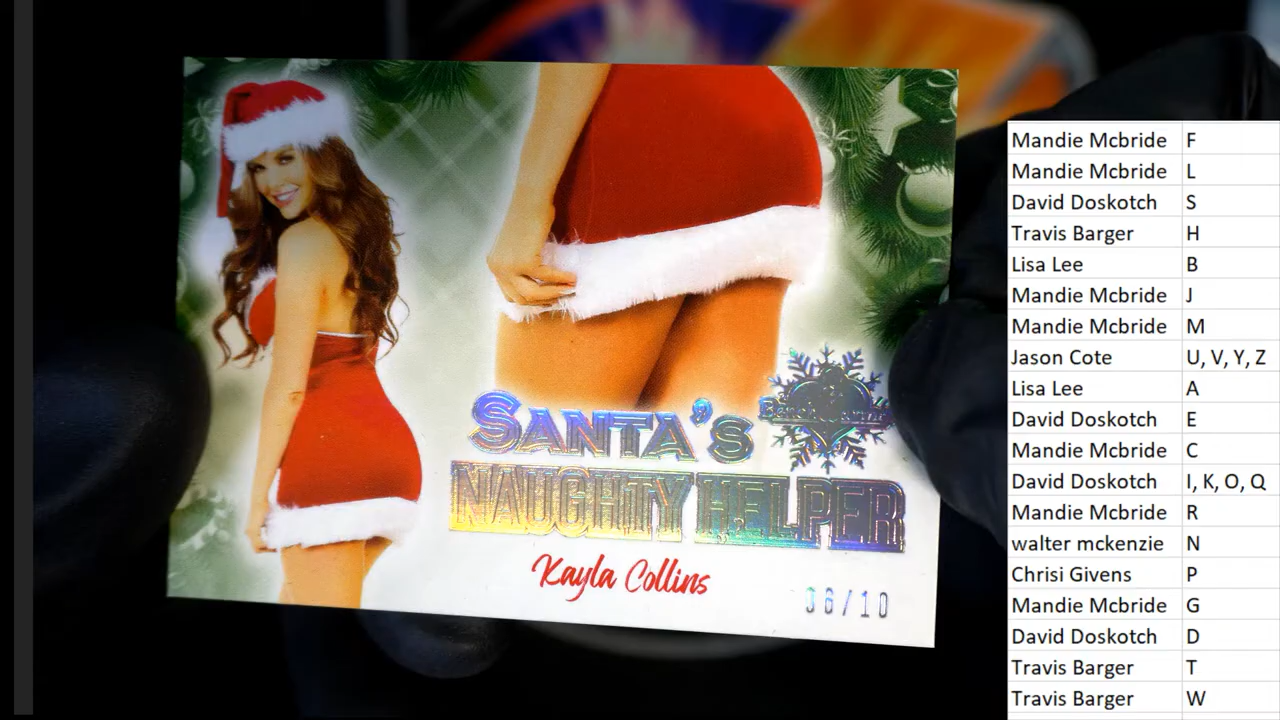 SANTA'S
NAUGHTY HELPER
Bench Warmer
Kayla Collins
06/10
Mandie Mcbride F
Mandie Mcbride L
David Doskotch S
Travis Barger H
Lisa Lee B
Mandie Mcbride J
Mandie Mcbride M
Jason Cote U, V, Y, Z
Lisa Lee A
David Doskotch E
Mandie Mcbride C
David Doskotch I, K, O, Q
Mandie Mcbride R
walter mckenzie N
Chrisi Givens P
Mandie Mcbride G
David Doskotch D
Travis Barger T
Travis Barger W